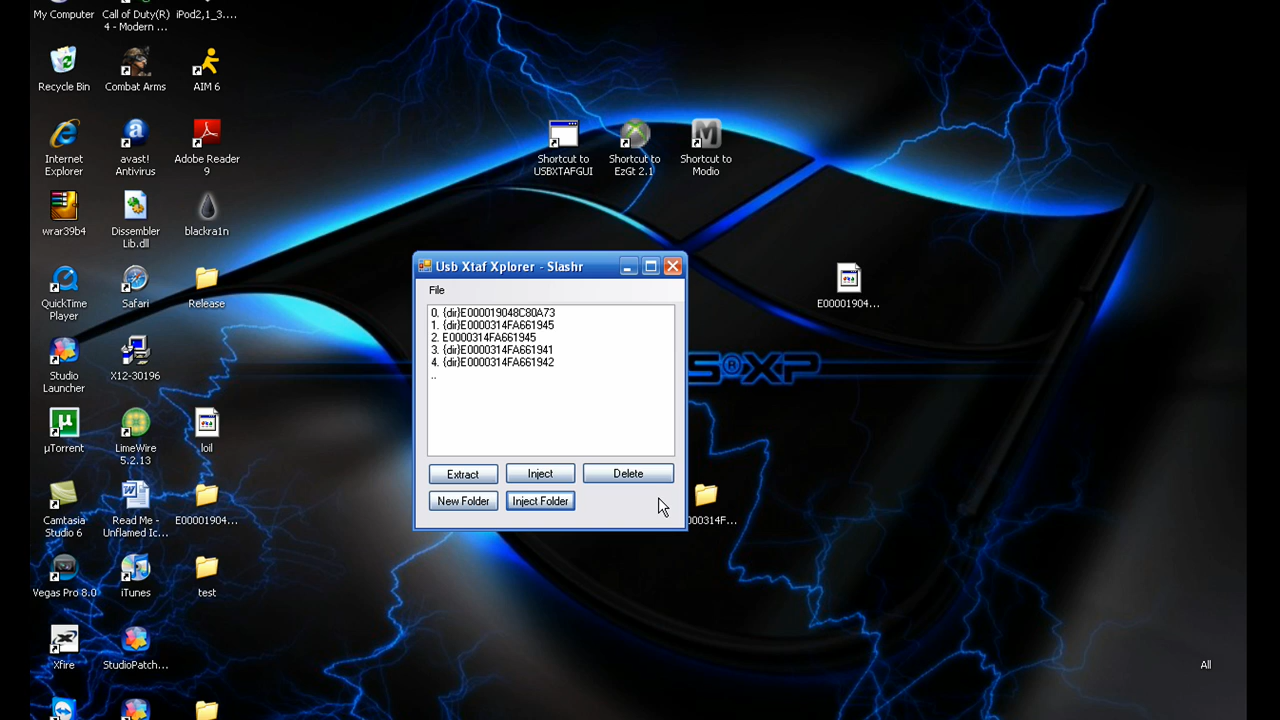 My Computer
Call of Duty(R)
4 - Modern ...
iPod2,1_3....
Recycle Bin
Combat Arms
AIM 6
Internet
Explorer
avast!
Antivirus
Adobe Reader
9
Shortcut to
USBXTAFGUI
Shortcut to
EzGt 2.1
Shortcut to
Modio
wrar39b4
Dissembler
Lib.dll
blackra1n
QuickTime
Player
Safari
Release
E00001904...
Usb Xtaf Xplorer - Slashr
File
0. {dir}E000019048C80A73
1. {dir}E0000314FA661945
2. E0000314FA661945
3. {dir}E0000314FA661941
4. {dir}E0000314FA661942
..
Extract
Inject
Delete
New Folder
Inject Folder
S®XP
Studio
Launcher
X12-30196
µTorrent
LimeWire
5.2.13
loil
Camtasia
Studio 6
Read Me -
Unflamed Ic...
E00001904...
000314F...
Vegas Pro 8.0
iTunes
test
Xfire
StudioPatch...
All